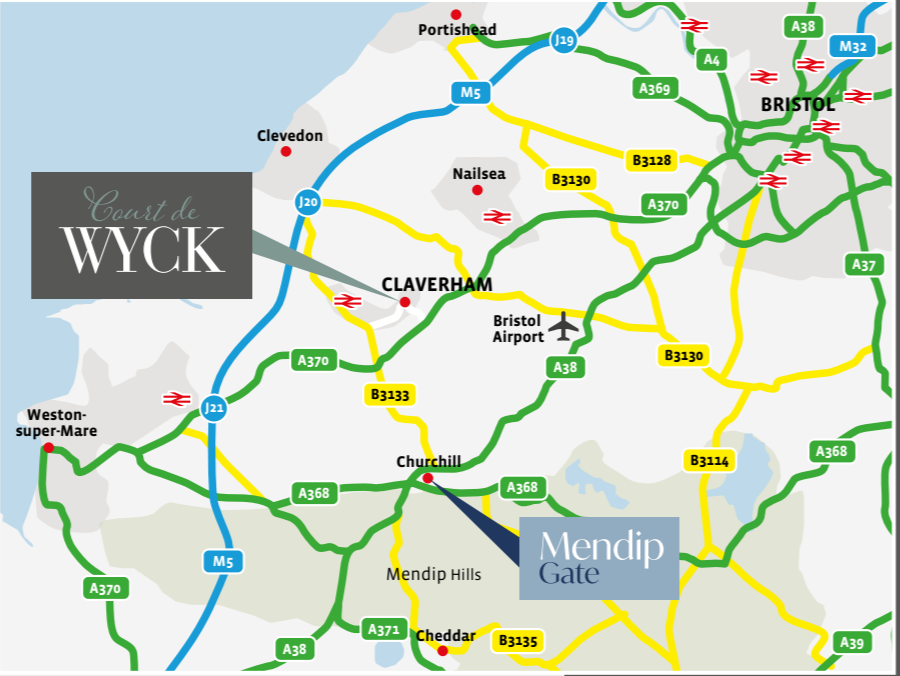 Portishead
J19
A38
M32
A4
M5
A369
BRISTOL
Clevedon
B3128
Nailsea
B3130
J20
A370
Court de
WYCK
A37
CLAVERHAM
Bristol
Airport
B3130
A370
A38
B3133
J21
Weston-
super-Mare
A368
Churchill
B3114
A368
A368
Mendip
Gate
M5
Mendip Hills
A370
A371
Cheddar
B3135
A38
A39